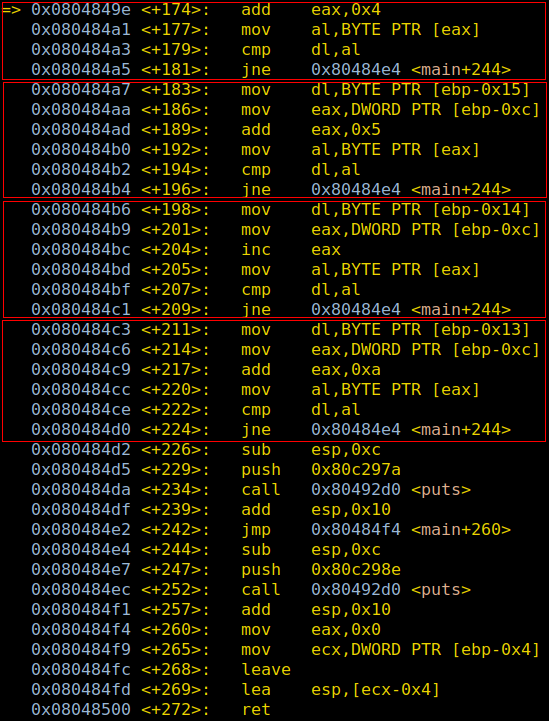 => 0x0804849e <+174>: add eax,0x4
0x080484a1 <+177>: mov al,BYTE PTR [eax]
0x080484a3 <+179>: cmp dl,al
0x080484a5 <+181>: jne 0x80484e4 <main+244>
0x080484a7 <+183>: mov dl,BYTE PTR [ebp-0x15]
0x080484aa <+186>: mov eax,DWORD PTR [ebp-0xc]
0x080484ad <+189>: add eax,0x5
0x080484b0 <+192>: mov al,BYTE PTR [eax]
0x080484b2 <+194>: cmp dl,al
0x080484b4 <+196>: jne 0x80484e4 <main+244>
0x080484b6 <+198>: mov dl,BYTE PTR [ebp-0x14]
0x080484b9 <+201>: mov eax,DWORD PTR [ebp-0xc]
0x080484bc <+204>: inc eax
0x080484bd <+205>: mov al,BYTE PTR [eax]
0x080484bf <+207>: cmp dl,al
0x080484c1 <+209>: jne 0x80484e4 <main+244>
0x080484c3 <+211>: mov dl,BYTE PTR [ebp-0x13]
0x080484c6 <+214>: mov eax,DWORD PTR [ebp-0xc]
0x080484c9 <+217>: add eax,0xa
0x080484cc <+220>: mov al,BYTE PTR [eax]
0x080484ce <+222>: cmp dl,al
0x080484d0 <+224>: jne 0x80484e4 <main+244>
0x080484d2 <+226>: sub esp,0xc
0x080484d5 <+229>: push 0x80c297a
0x080484da <+234>: call 0x80492d0 <puts>
0x080484df <+239>: add esp,0x10
0x080484e2 <+242>: jmp 0x80484f4 <main+260>
0x080484e4 <+244>: sub esp,0xc
0x080484e7 <+247>: push 0x80c298e
0x080484ec <+252>: call 0x80492d0 <puts>
0x080484f1 <+257>: add esp,0x10
0x080484f4 <+260>: mov eax,0x0
0x080484f9 <+265>: mov ecx,DWORD PTR [ebp-0x4]
0x080484fc <+268>: leave
0x080484fd <+269>: lea esp,[ecx-0x4]
0x08048500 <+272>: ret